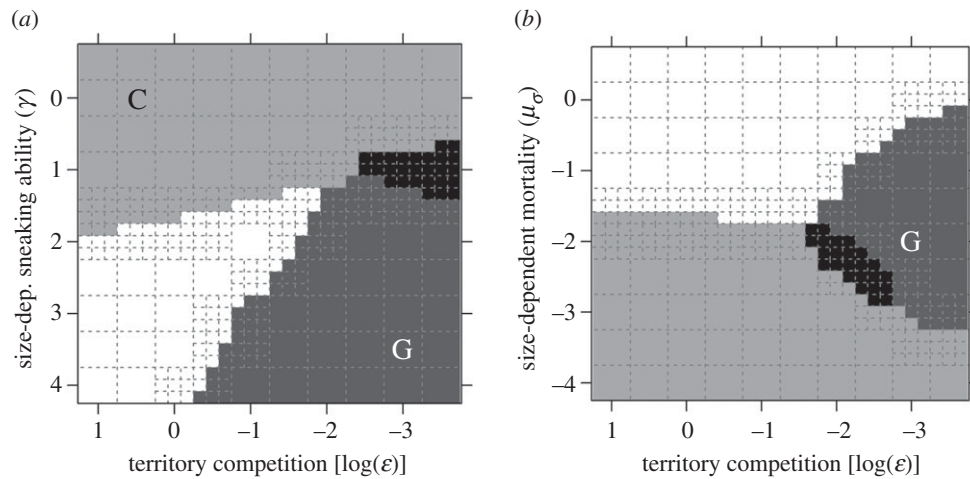 (a)
C
G
0
1
2
3
4
1
0
−1
−2
−3
size-dep. sneaking ability (γ)
territory competition [log(ε)]
(b)
G
0
−1
−2
−3
−4
1
0
−1
−2
−3
size-dependent mortality (μσ)
territory competition [log(ε)]